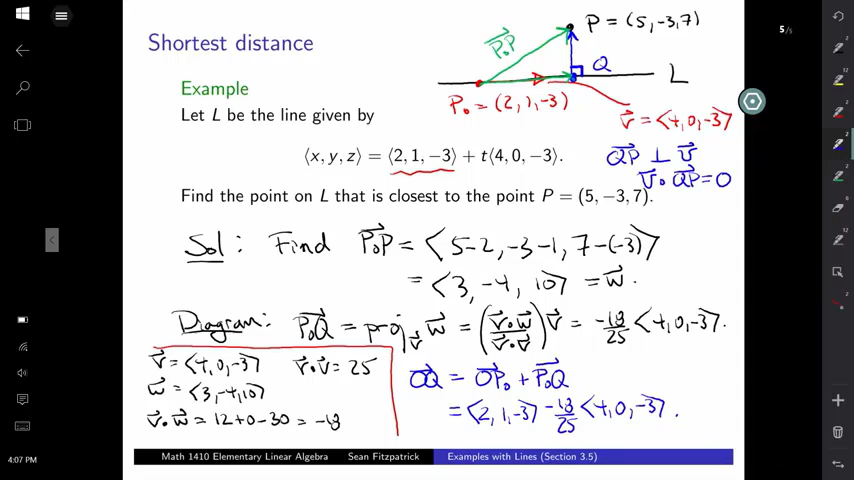 5/5
Shortest distance
P₀P→
P = (5, -3, 7)
Q
L
P₀ = (2, 1, -3)
v→ = <4, 0, -3>
QP→ ⊥ v→
v→ • QP→ = 0
Example
Let L be the line given by
⟨x, y, z⟩ = ⟨2, 1, −3⟩ + t⟨4, 0, −3⟩.
Find the point on L that is closest to the point P = (5, −3, 7).
Sol: Find P₀P→ = <5-2, -3-1, 7-(-3)>
= <3, -4, 10> = w→.
Diagram: P₀Q→ = proj_v→ w→ = (v→•w→ / v→•v→) v→ = -18/25 <4, 0, -3>.
v→ = <4, 0, -3> v→•v→ = 25
w→ = <3, -4, 10>
v→•w→ = 12+0-30 = -18
OQ→ = OP₀→ + P₀Q→
= <2, 1, -3> - 18/25 <4, 0, -3>.
4:07 PM
Math 1410 Elementary Linear Algebra Sean Fitzpatrick Examples with Lines (Section 3.5)